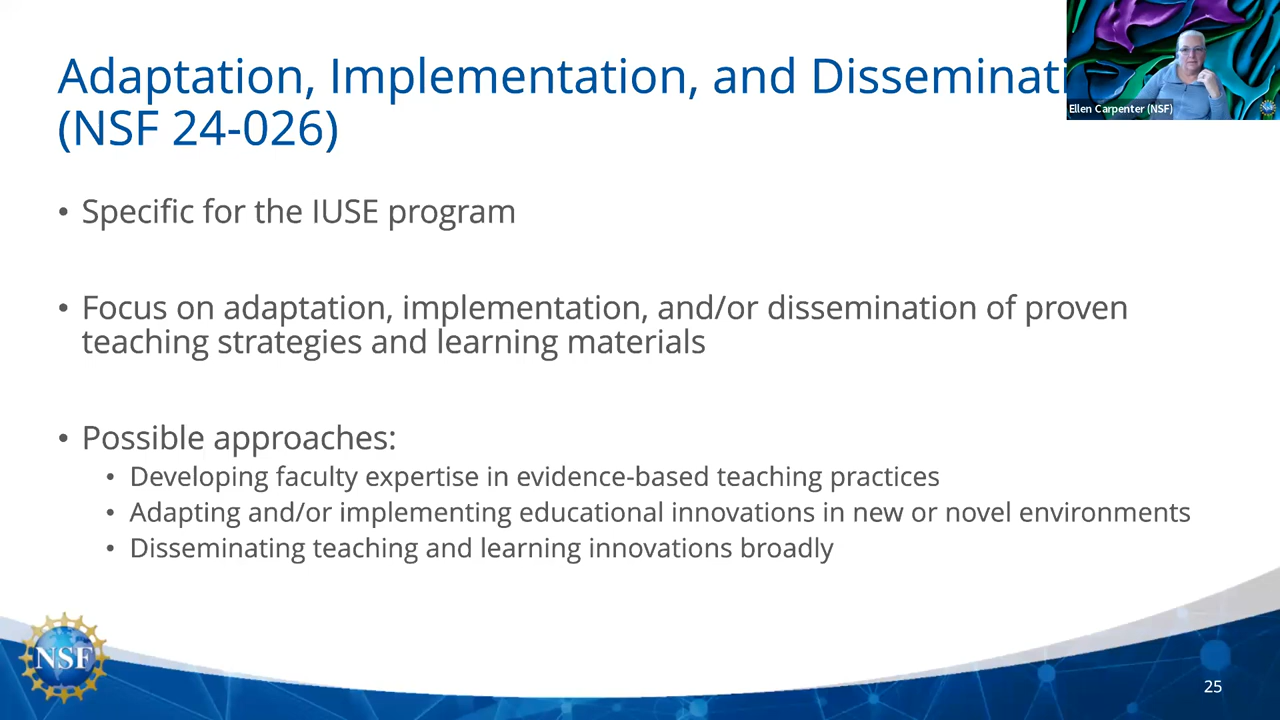 Adaptation, Implementation, and Disseminati
(NSF 24-026)
Ellen Carpenter (NSF)
• Specific for the IUSE program
• Focus on adaptation, implementation, and/or dissemination of proven
teaching strategies and learning materials
• Possible approaches:
• Developing faculty expertise in evidence-based teaching practices
• Adapting and/or implementing educational innovations in new or novel environments
• Disseminating teaching and learning innovations broadly
NSF
25